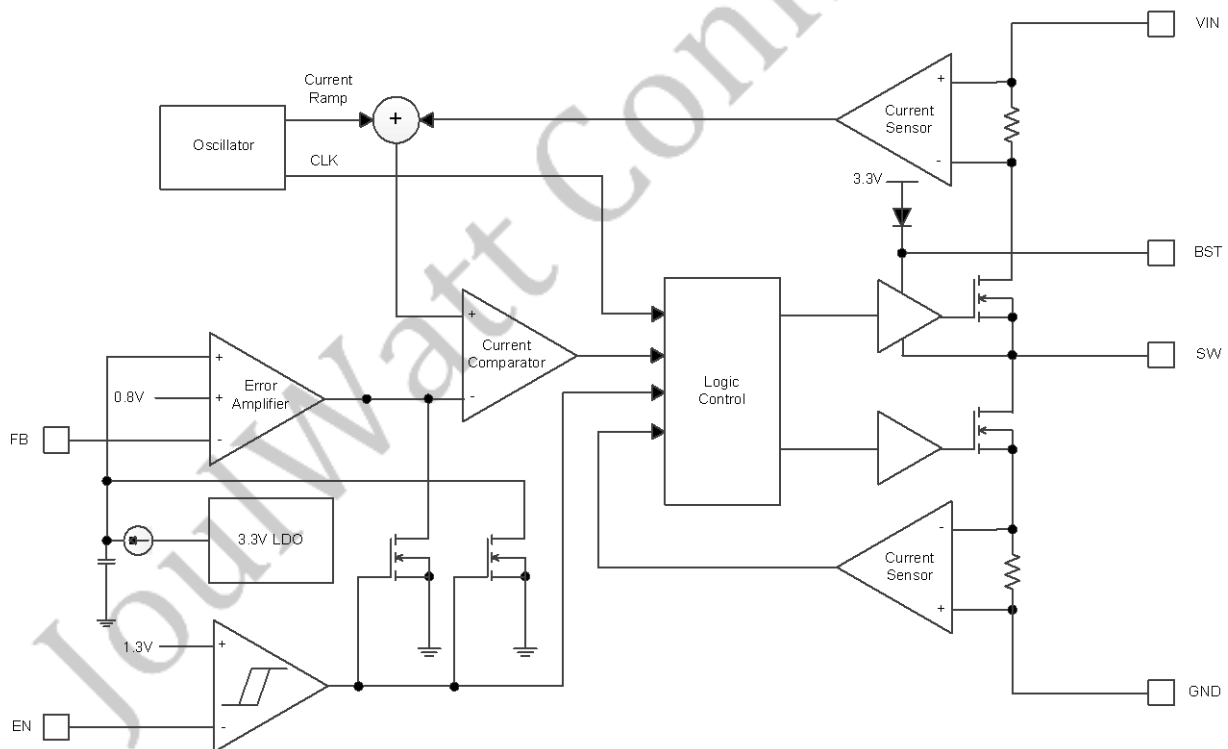 VIN
Current
Ramp
+
+
Current
Sensor
-
Oscillator
CLK
3.3V
BST
+
Current
Comparator
-
SW
+
0.8V
+
Error
Amplifier
-
FB
Logic
Control
3.3V LDO
-
Current
Sensor
+
1.3V
+
-
EN
GND
JoulWatt Conf